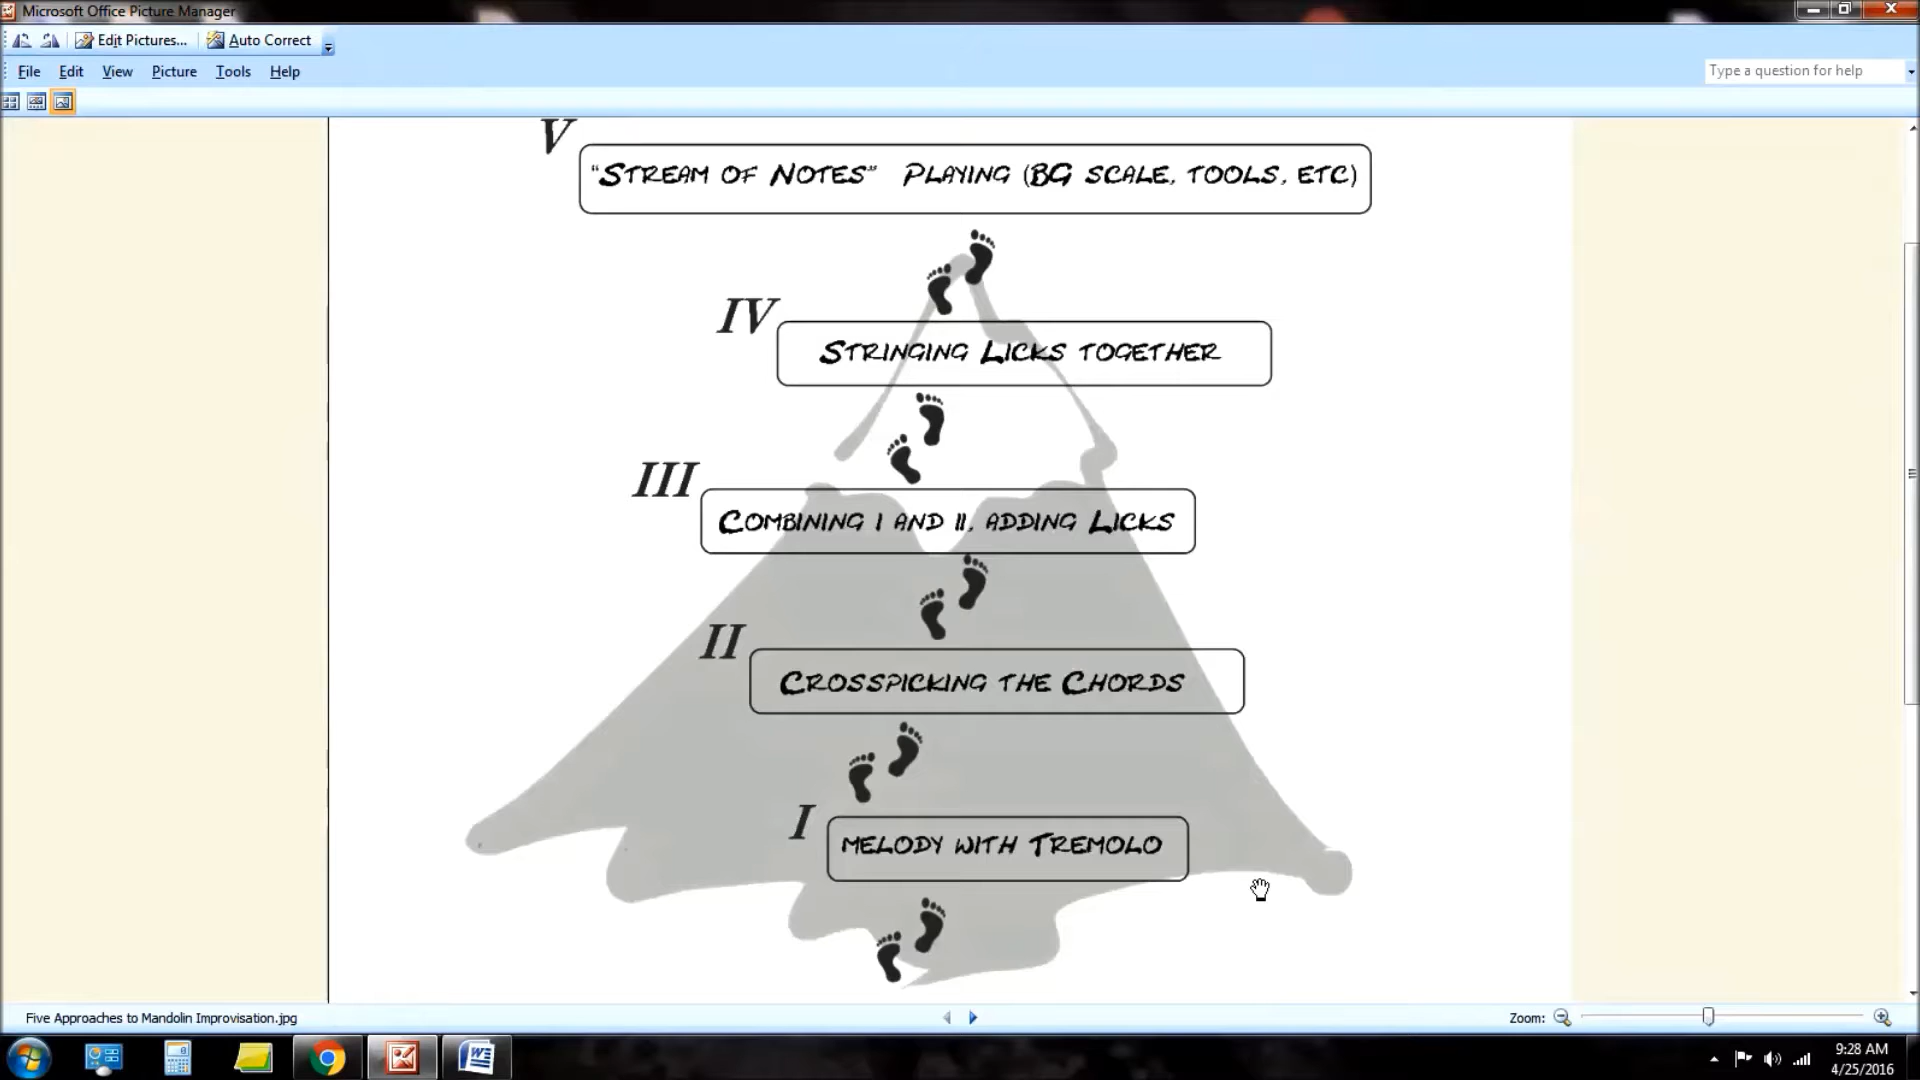 Microsoft Office Picture Manager
Edit Pictures... Auto Correct
File Edit View Picture Tools Help
Type a question for help
V
“STREAM OF NOTES” PLAYING (BG SCALE, TOOLS, ETC)
IV
STRINGING LICKS TOGETHER
III
COMBINING I AND II, ADDING LICKS
II
CROSSPICKING THE CHORDS
I
MELODY WITH TREMOLO
Five Approaches to Mandolin Improvisation.jpg
Zoom:
9:28 AM
4/25/2016